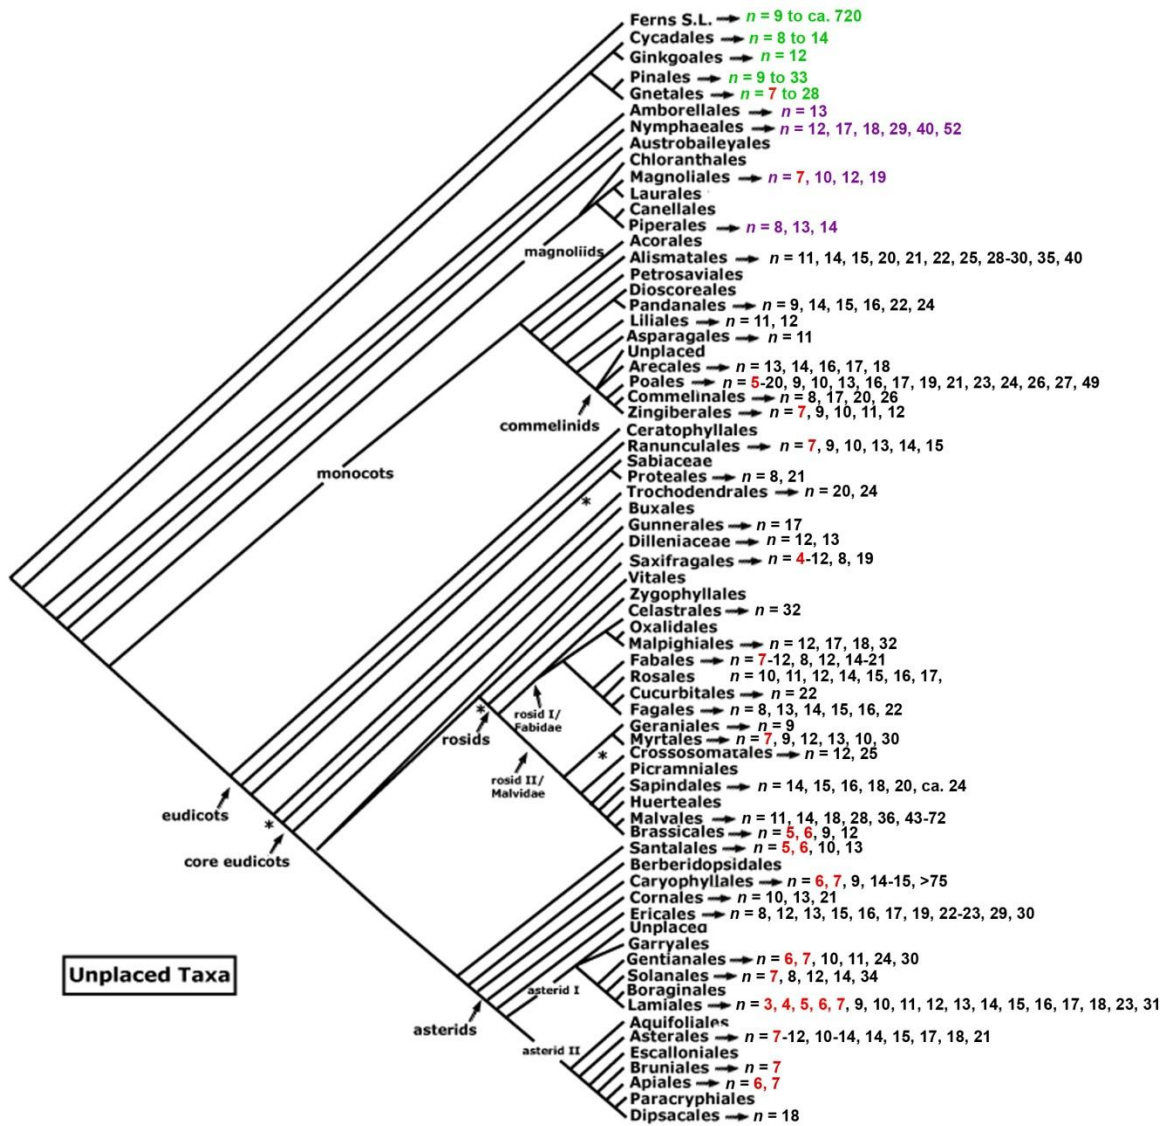 Ferns S.L. → n = 9 to ca. 720
Cycadales → n = 8 to 14
Ginkgoales → n = 12
Pinales → n = 9 to 33
Gnetales → n = 7 to 28
Amborellales → n = 13
Nymphaeales → n = 12, 17, 18, 29, 40, 52
Austrobaileyales
Chloranthales
Magnoliales → n = 7, 10, 12, 19
Laurales
Canellales
Piperales → n = 8, 13, 14
magnoliids
Acorales
Alismatales → n = 11, 14, 15, 20, 21, 22, 25, 28-30, 35, 40
Petrosaviales
Dioscoreales
Pandanales → n = 9, 14, 15, 16, 22, 24
Liliales → n = 11, 12
Asparagales → n = 11
Unplaced
Arecales → n = 13, 14, 16, 17, 18
Poales → n = 5-20, 9, 10, 13, 16, 17, 19, 21, 23, 24, 26, 27, 49
Commelinales → n = 8, 17, 20, 26
Zingiberales → n = 7, 9, 10, 11, 12
commelinids
monocots
Ceratophyllales
Ranunculales → n = 7, 9, 10, 13, 14, 15
Sabiaceae
Proteales → n = 8, 21
Trochodendrales → n = 20, 24
*
Buxales
Gunnerales → n = 17
Dilleniaceae → n = 12, 13
Saxifragales → n = 4-12, 8, 19
Vitales
Zygophyllales
Celastrales → n = 32
Oxalidales
Malpighiales → n = 12, 17, 18, 32
Fabales → n = 7-12, 8, 12, 14-21
Rosales n = 10, 11, 12, 14, 15, 16, 17,
Cucurbitales → n = 22
Fagales → n = 8, 13, 14, 15, 16, 22
*
rosids
rosid I/
Fabidae
Geraniales → n = 9
Myrtales → n = 7, 9, 12, 13, 10, 30
*
Crossosomatales → n = 12, 25
Picramniales
rosid II/
Malvidae
Sapindales → n = 14, 15, 16, 18, 20, ca. 24
Huerteales
Malvales → n = 11, 14, 18, 28, 36, 43-72
Brassicales → n = 5, 6, 9, 12
eudicots
*
core eudicots
Santalales → n = 5, 6, 10, 13
Berberidopsidales
Caryophyllales → n = 6, 7, 9, 14-15, >75
Cornales → n = 10, 13, 21
Ericales → n = 8, 12, 13, 15, 16, 17, 19, 22-23, 29, 30
Unplaced
Garryales
Gentianales → n = 6, 7, 10, 11, 24, 30
Solanales → n = 7, 8, 12, 14, 34
Boraginales
Lamiales → n = 3, 4, 5, 6, 7, 9, 10, 11, 12, 13, 14, 15, 16, 17, 18, 23, 31
Unplaced Taxa
asterid I
asterids
asterid II
Aquifoliales
Asterales → n = 7-12, 10-14, 14, 15, 17, 18, 21
Escalloniales
Bruniales → n = 7
Apiales → n = 6, 7
Paracryphiales
Dipsacales → n = 18